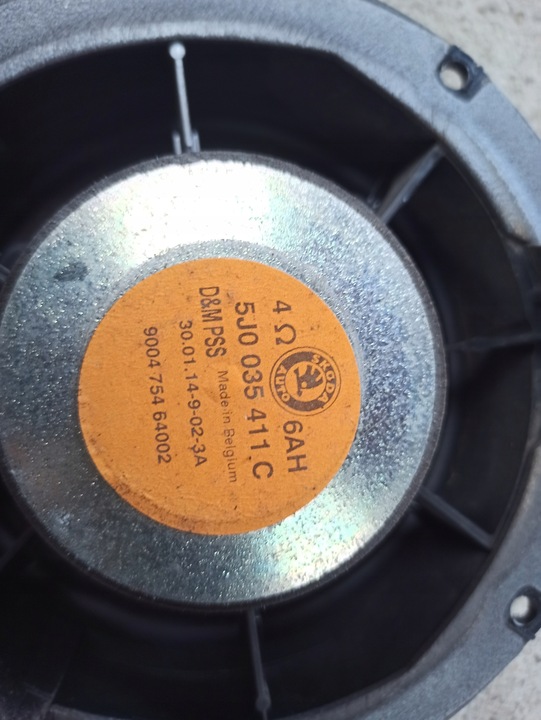 4 Ω ŠKODA AUTO 6AH
5J0 035 411 C
D&M PSS Made in Belgium
30.01.14-9-02-3A
9004 754 64002